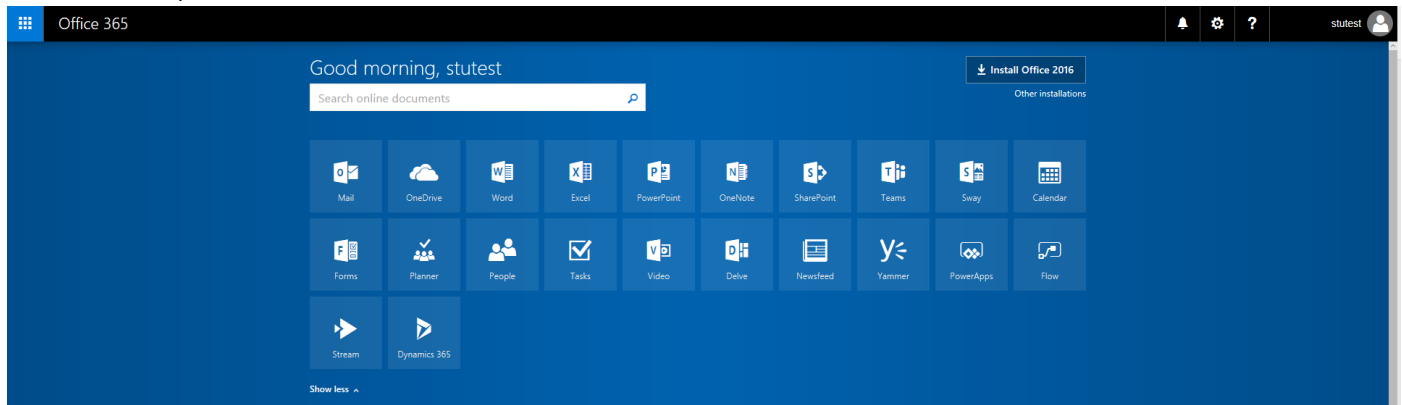 Office 365
?
stutest
Good morning, stutest
Install Office 2016
Search online documents
Other installations
Mail OneDrive Word Excel PowerPoint OneNote SharePoint Teams Sway Calendar
Forms Planner People Tasks Video Delve Newsfeed Yammer PowerApps Flow
Stream Dynamics 365
Show less